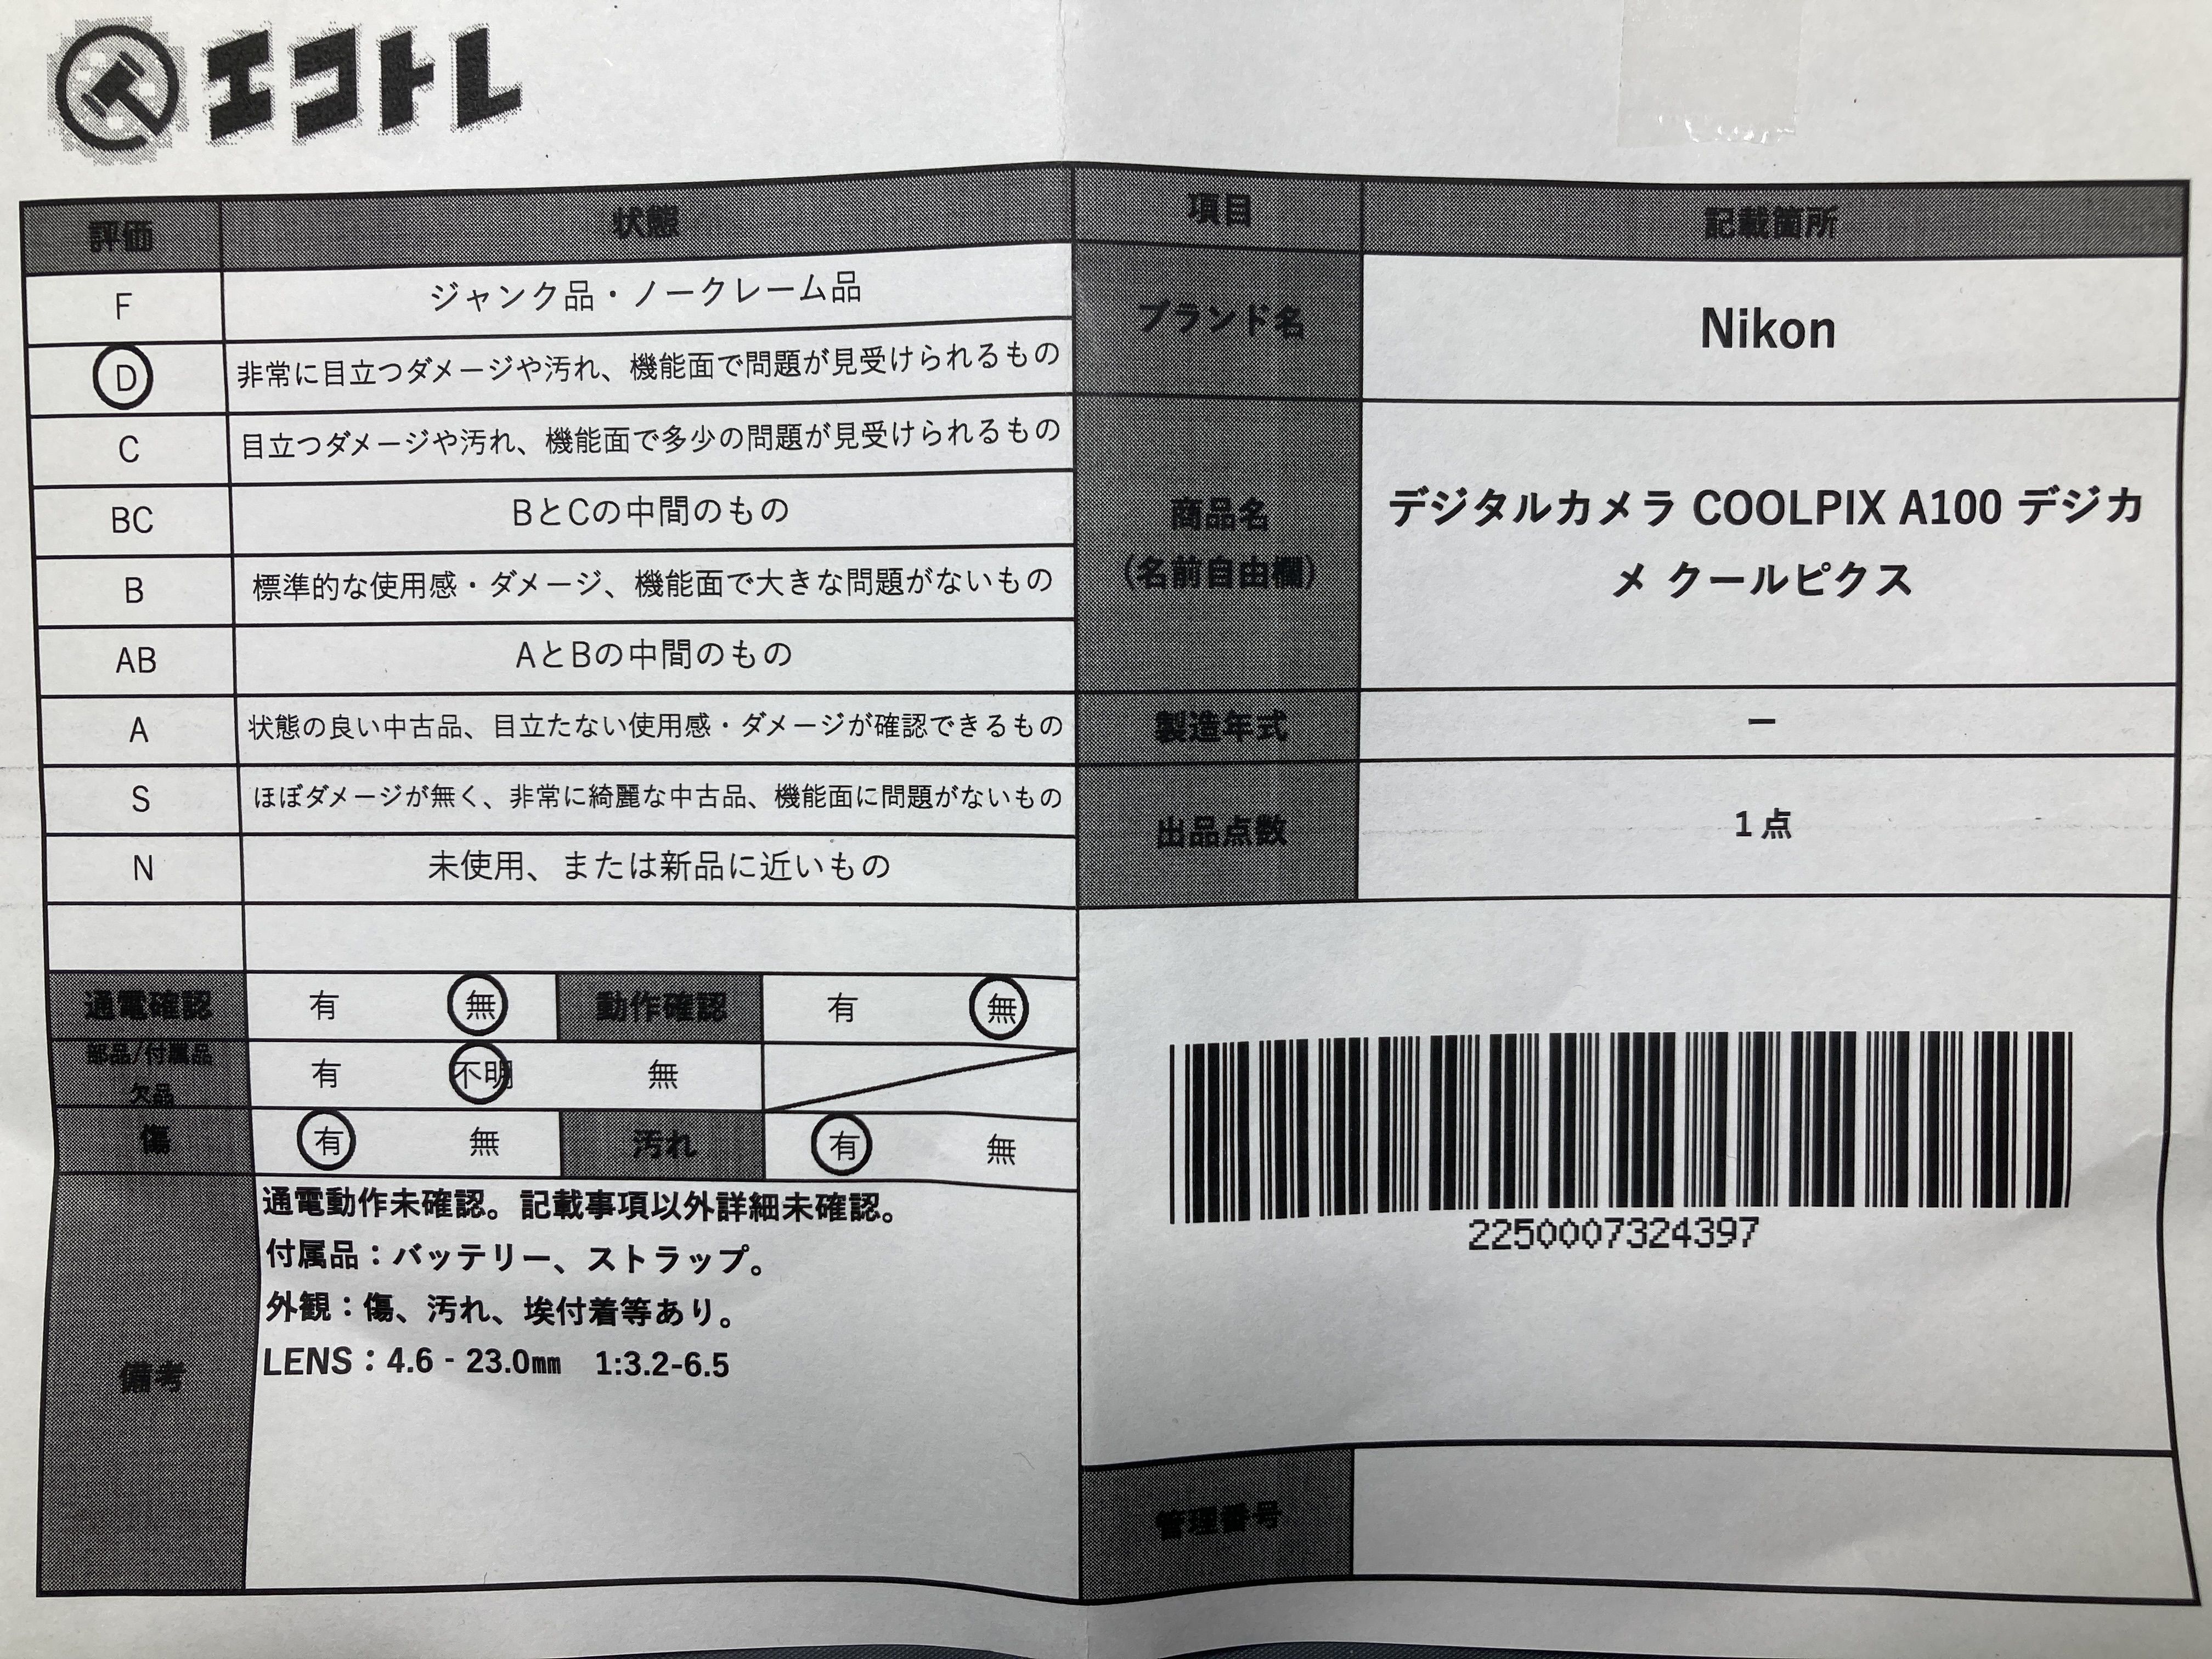 エコトレ
評価 状態
F ジャンク品・ノークレーム品
D 非常に目立つダメージや汚れ、機能面で問題が見受けられるもの
C 目立つダメージや汚れ、機能面で多少の問題が見受けられるもの
BC BとCの中間のもの
B 標準的な使用感・ダメージ、機能面で大きな問題がないもの
AB AとBの中間のもの
A 状態の良い中古品、目立たない使用感・ダメージが確認できるもの
S ほぼダメージが無く、非常に綺麗な中古品、機能面に問題がないもの
N 未使用、または新品に近いもの
通電確認 有 無 動作確認 有 無
部品/付属品
欠品 有 不明 無
傷 有 無 汚れ 有 無
備考
通電動作未確認。記載事項以外詳細未確認。
付属品：バッテリー、ストラップ。
外観：傷、汚れ、埃付着等あり。
LENS：4.6 - 23.0㎜　1:3.2-6.5
項目 記載箇所
ブランド名 Nikon
商品名
(名前自由欄)
デジタルカメラ COOLPIX A100 デジカ
メ クールピクス
製造年式 ー
出品点数 1点
2250007324397
管理番号